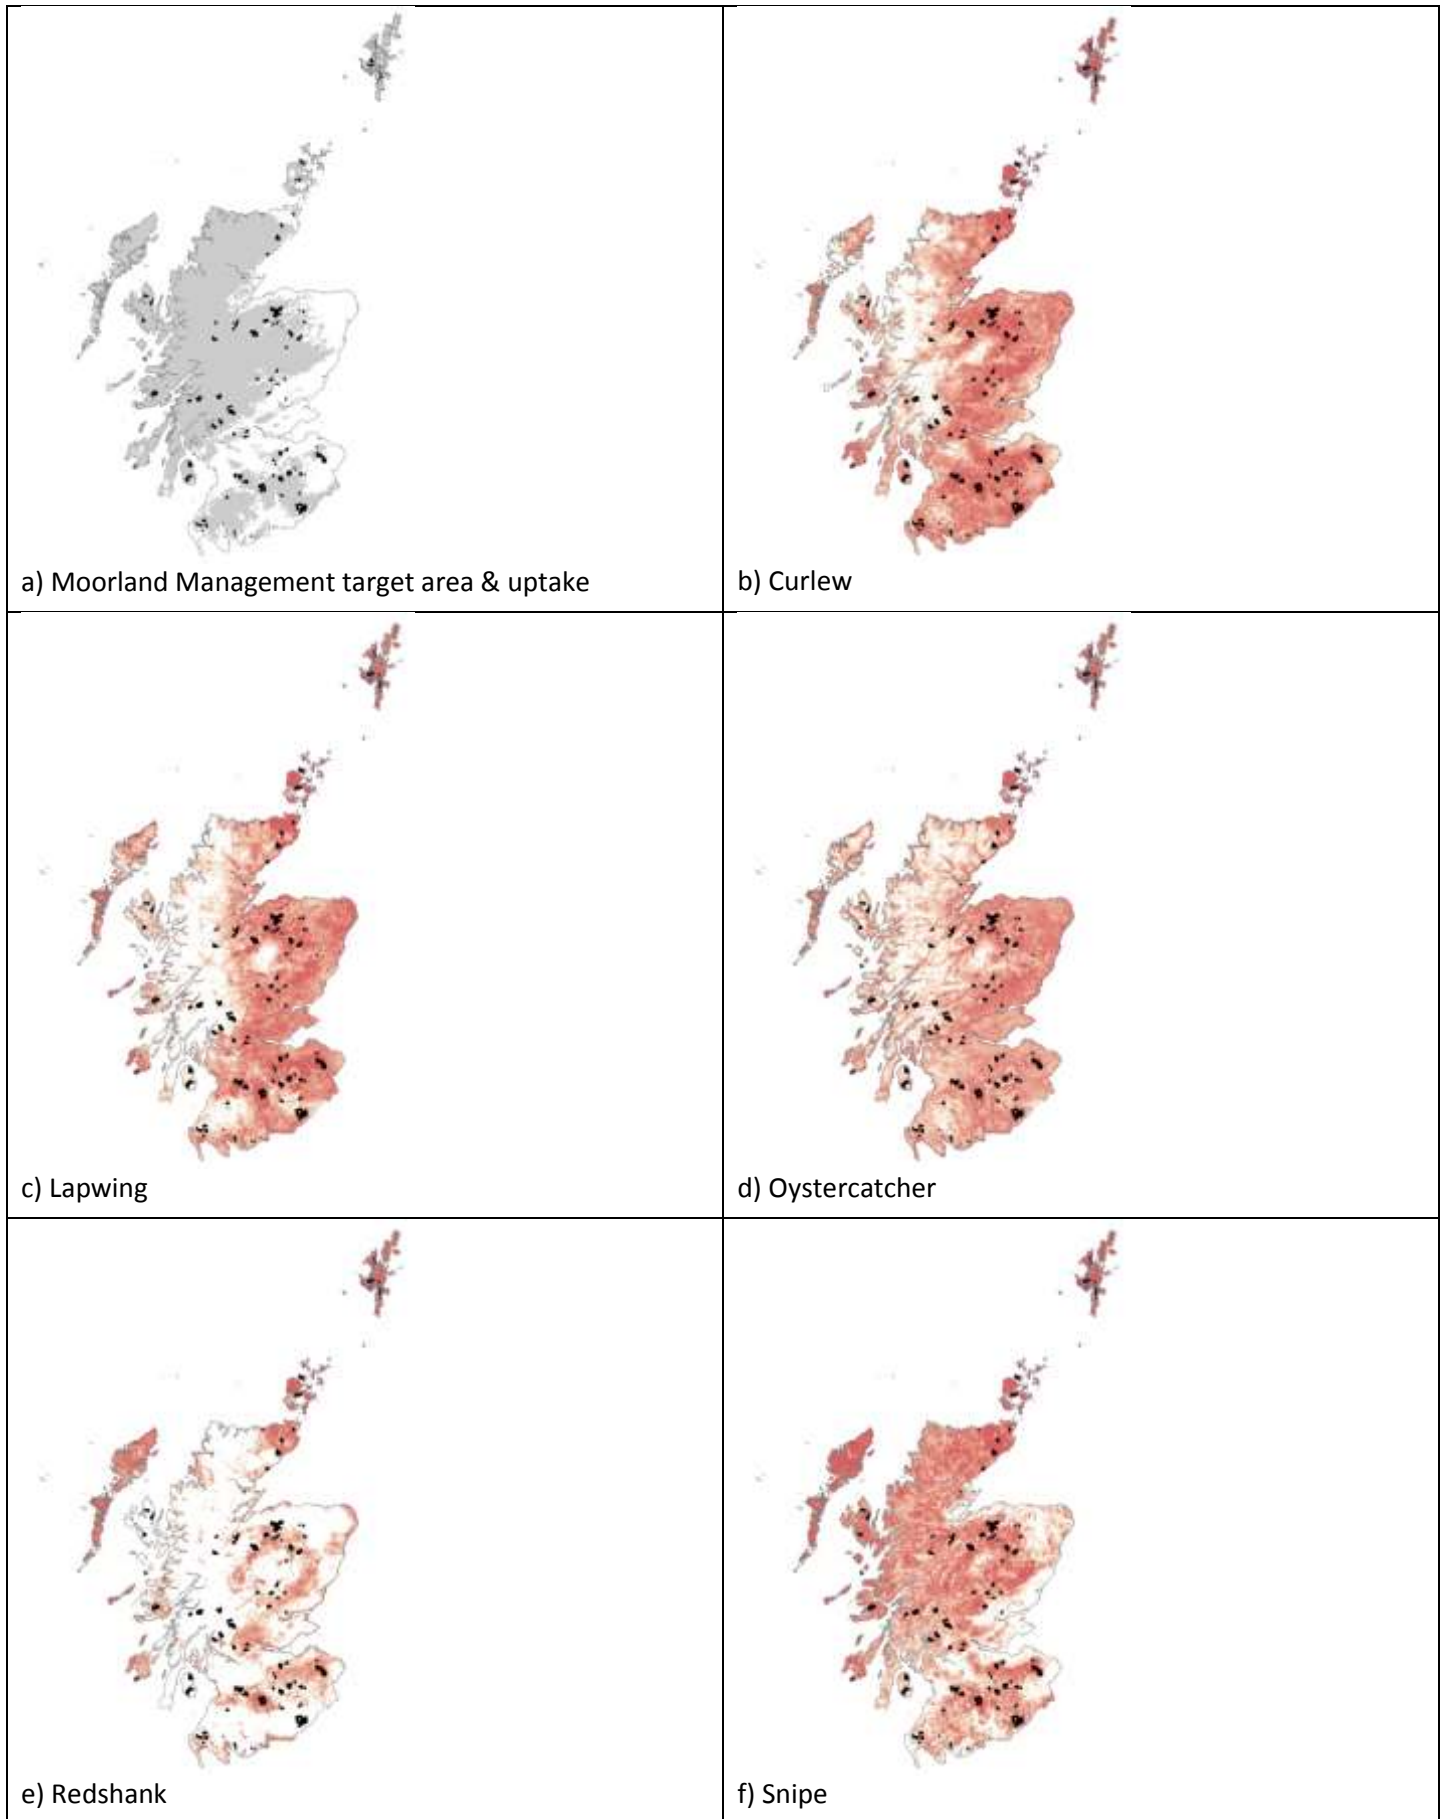 a) Moorland Management target area & uptake
b) Curlew
c) Lapwing
d) Oystercatcher
e) Redshank
f) Snipe